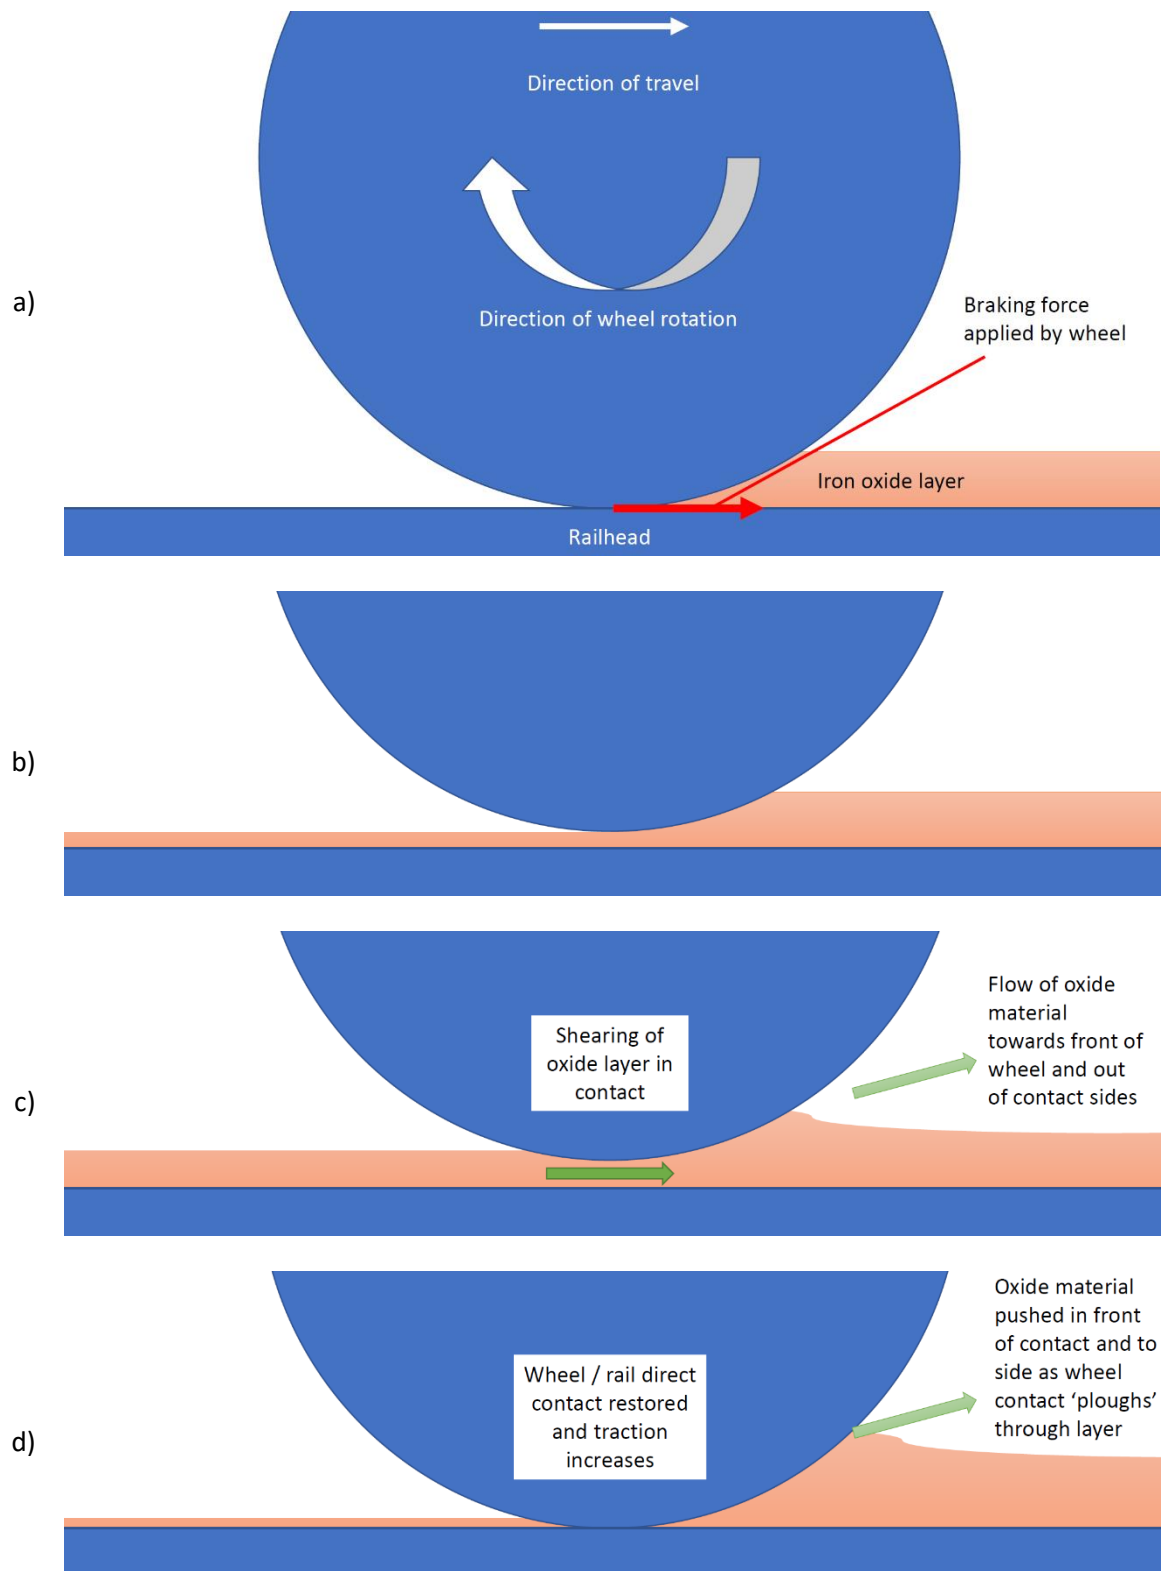 Direction of travel
Direction of wheel rotation
a)
Braking force
applied by wheel
Iron oxide layer
Railhead
b)
c)
Shearing of
oxide layer in
contact
Flow of oxide
material
towards front of
wheel and out
of contact sides
d)
Wheel / rail direct
contact restored
and traction
increases
Oxide material
pushed in front
of contact and to
side as wheel
contact ‘ploughs’
through layer